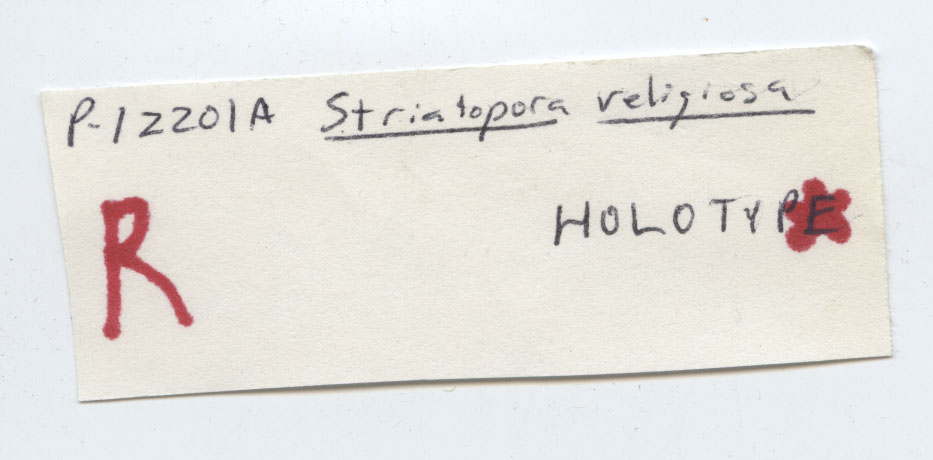 P-12201A Striatopora religiosa
HOLOTYPE
R